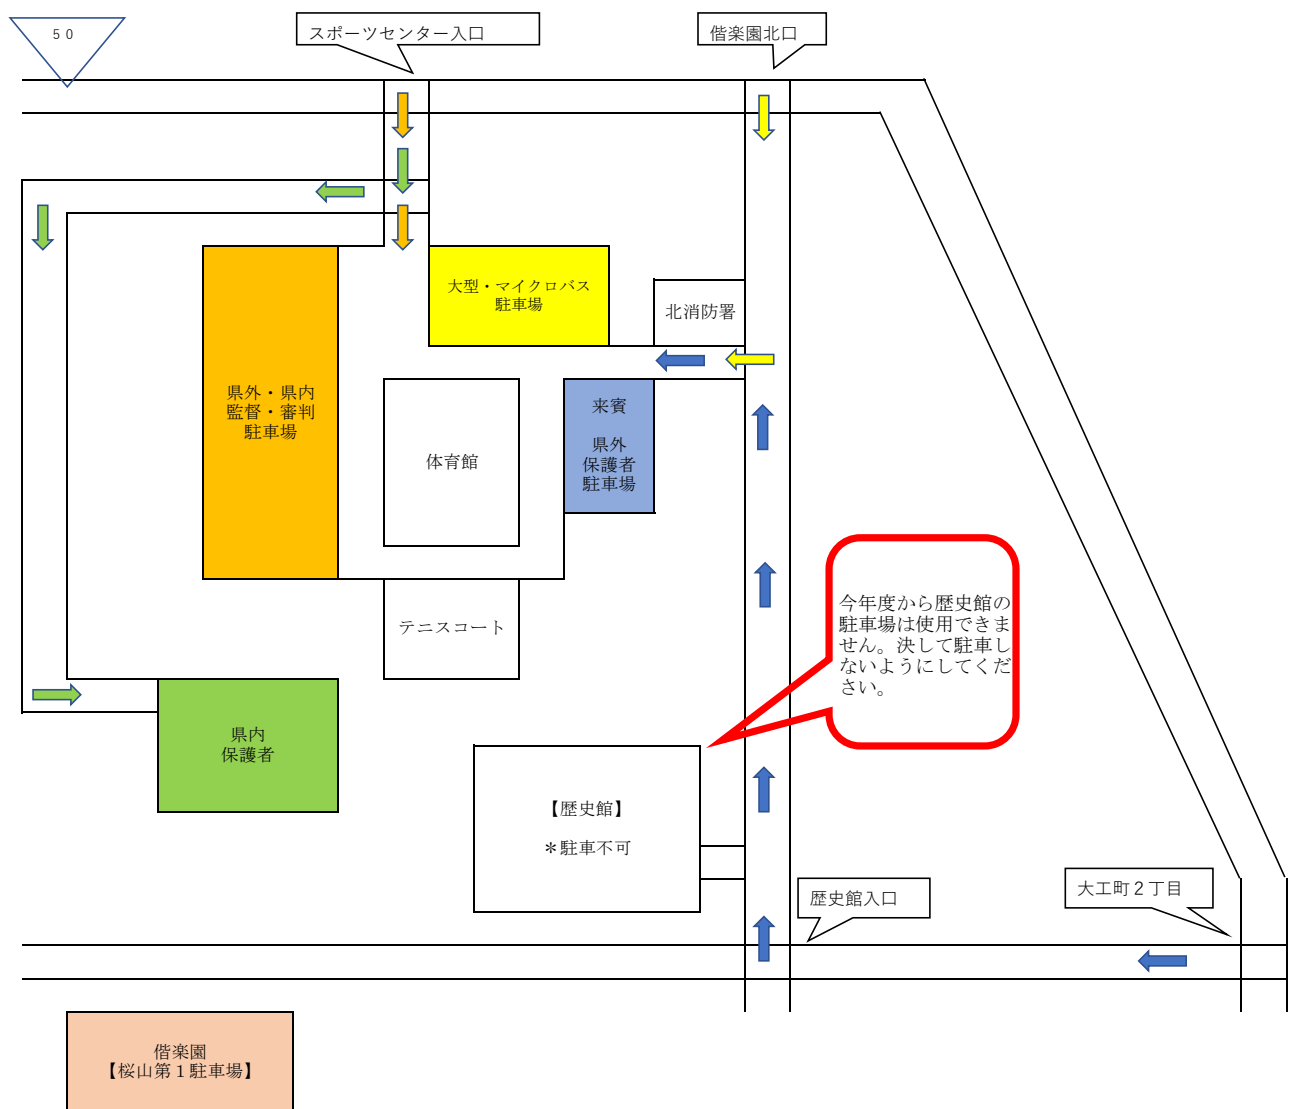 ５０
スポーツセンター入口
偕楽園北口
大型・マイクロバス
駐車場
北消防署
県外・県内
監督・審判
駐車場
来賓
県外
保護者
駐車場
体育館
テニスコート
今年度から歴史館の
駐車場は使用できま
せん。決して駐車し
ないようにしてくだ
さい。
県内
保護者
【歴史館】
＊駐車不可
歴史館入口
大工町２丁目
偕楽園
【桜山第１駐車場】